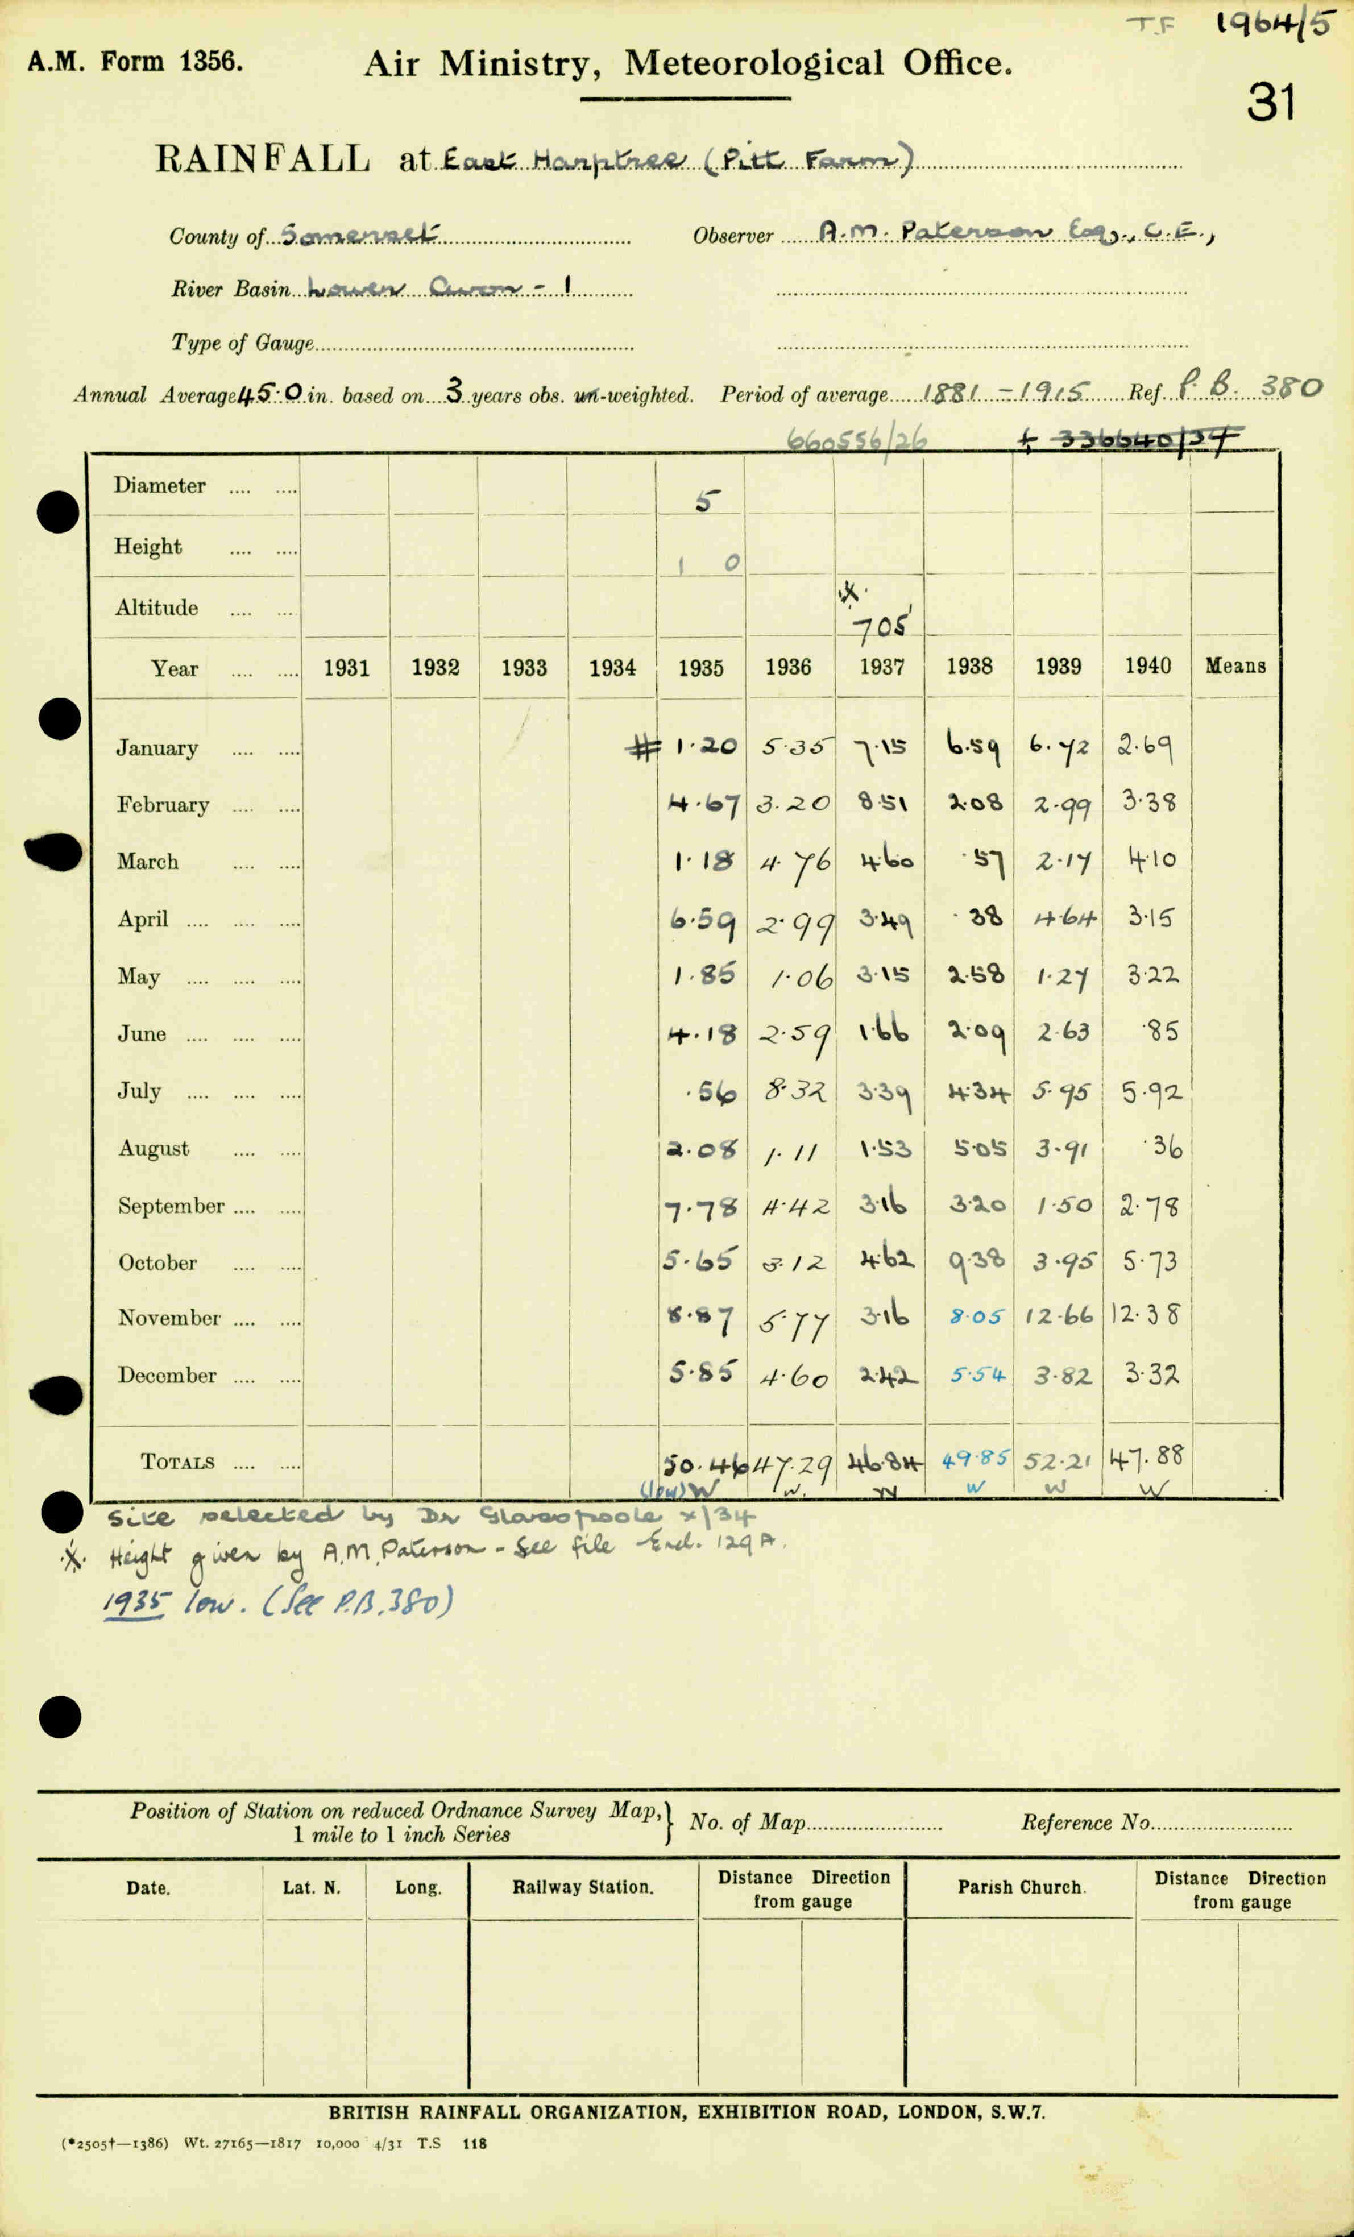 T.F 1964/5
A.M. Form 1356. Air Ministry, Meteorological Office.
31
RAINFALL at East Harptree (Pitt Farm)
County of Somerset Observer A.M. Paterson Esq., C.E.,
River Basin Lower Avon - 1
Type of Gauge
Annual Average 45.0 in. based on 3 years obs. un-weighted. Period of average 1881 - 1915 Ref. P.B. 380
660556/26 + 336640/34
Diameter .... .... 5
Height .... .... 1 0
Altitude .... .... * 705'
Year .... .... 1931 1932 1933 1934 1935 1936 1937 1938 1939 1940 Means
January .... .... # 1.20 5.35 7.15 6.59 6.72 2.69
February .... .... 4.67 3.20 8.51 2.08 2.99 3.38
March .... .... 1.18 4.76 4.60 .57 2.17 4.10
April .... .... .... 6.59 2.99 3.49 .38 4.64 3.15
May .... .... .... 1.85 1.06 3.15 2.58 1.27 3.22
June .... .... .... 4.18 2.59 1.66 2.09 2.63 .85
July .... .... .... .56 8.32 3.39 4.34 5.95 5.92
August .... .... 2.08 1.11 1.53 5.05 3.91 .36
September .... .... 7.78 4.42 3.16 3.20 1.50 2.78
October .... .... 5.65 3.12 4.62 9.38 3.95 5.73
November .... .... 8.87 5.77 3.16 8.05 12.66 12.38
December .... .... 5.85 4.60 2.42 5.54 3.82 3.32
TOTALS .... .... 50.46 47.29 46.84 49.85 52.21 47.88
(low) W W. W W W W
Site selected by Dr Glasspoole x/34
* Height given by A.M. Paterson - See file Encl. 129A.
1935 low. (See P.B.380)
Position of Station on reduced Ordnance Survey Map, } No. of Map Reference No.
1 mile to 1 inch Series
Date. Lat. N. Long. Railway Station. Distance Direction from gauge Parish Church. Distance Direction from gauge
BRITISH RAINFALL ORGANIZATION, EXHIBITION ROAD, LONDON, S.W.7.
(*2505†—1386) Wt. 27165—1817 10,000 4/31 T.S 118